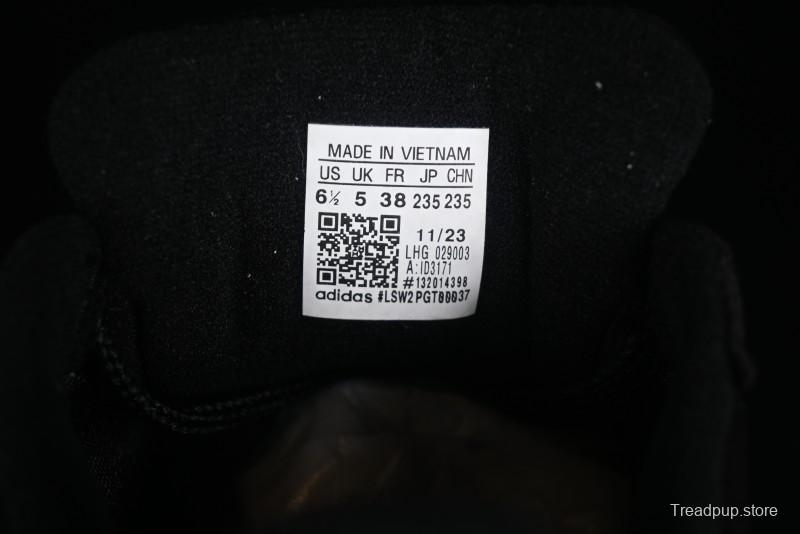 MADE IN VIETNAM
US UK FR JP CHN
6½ 5 38 235 235
11/23
LHG 029003
A:ID3171
#132014398
adidas #LSW2PGT80037
Treadpup.store